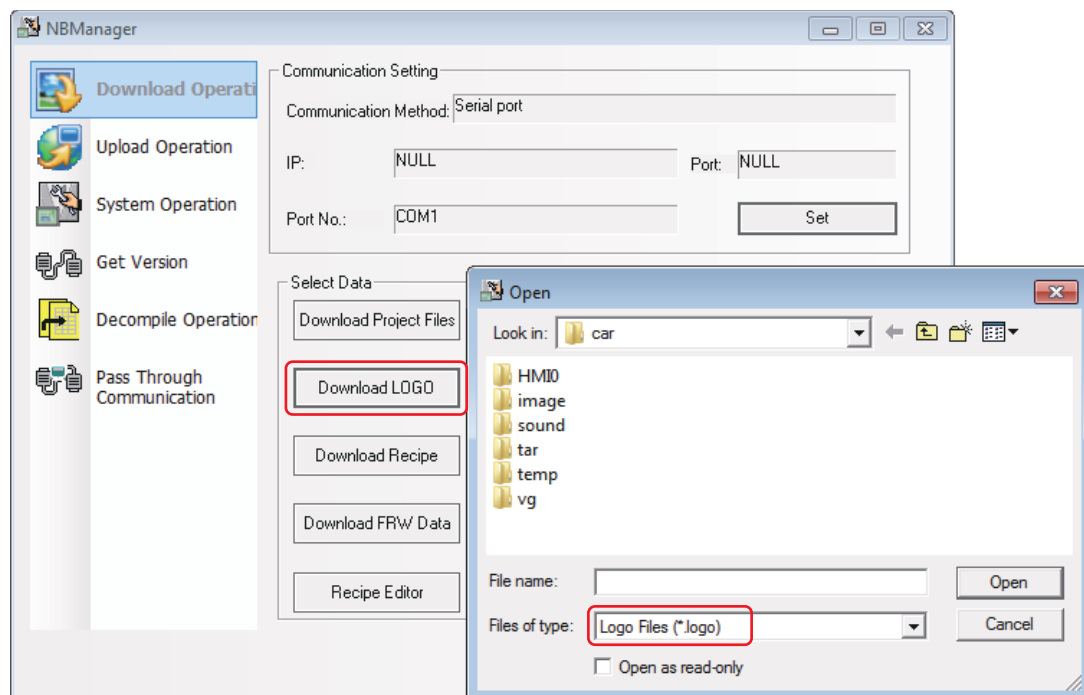 NBManager
Download Operati
Upload Operation
System Operation
Get Version
Decompile Operation
Pass Through
Communication
Communication Setting
Communication Method: Serial port
IP: NULL Port: NULL
Port No.: COM1 Set
Select Data
Download Project Files
Download LOGO
Download Recipe
Download FRW Data
Recipe Editor
Open
Look in: car
HMI0
image
sound
tar
temp
vg
File name: Open
Files of type: Logo Files (*.logo) Cancel
Open as read-only